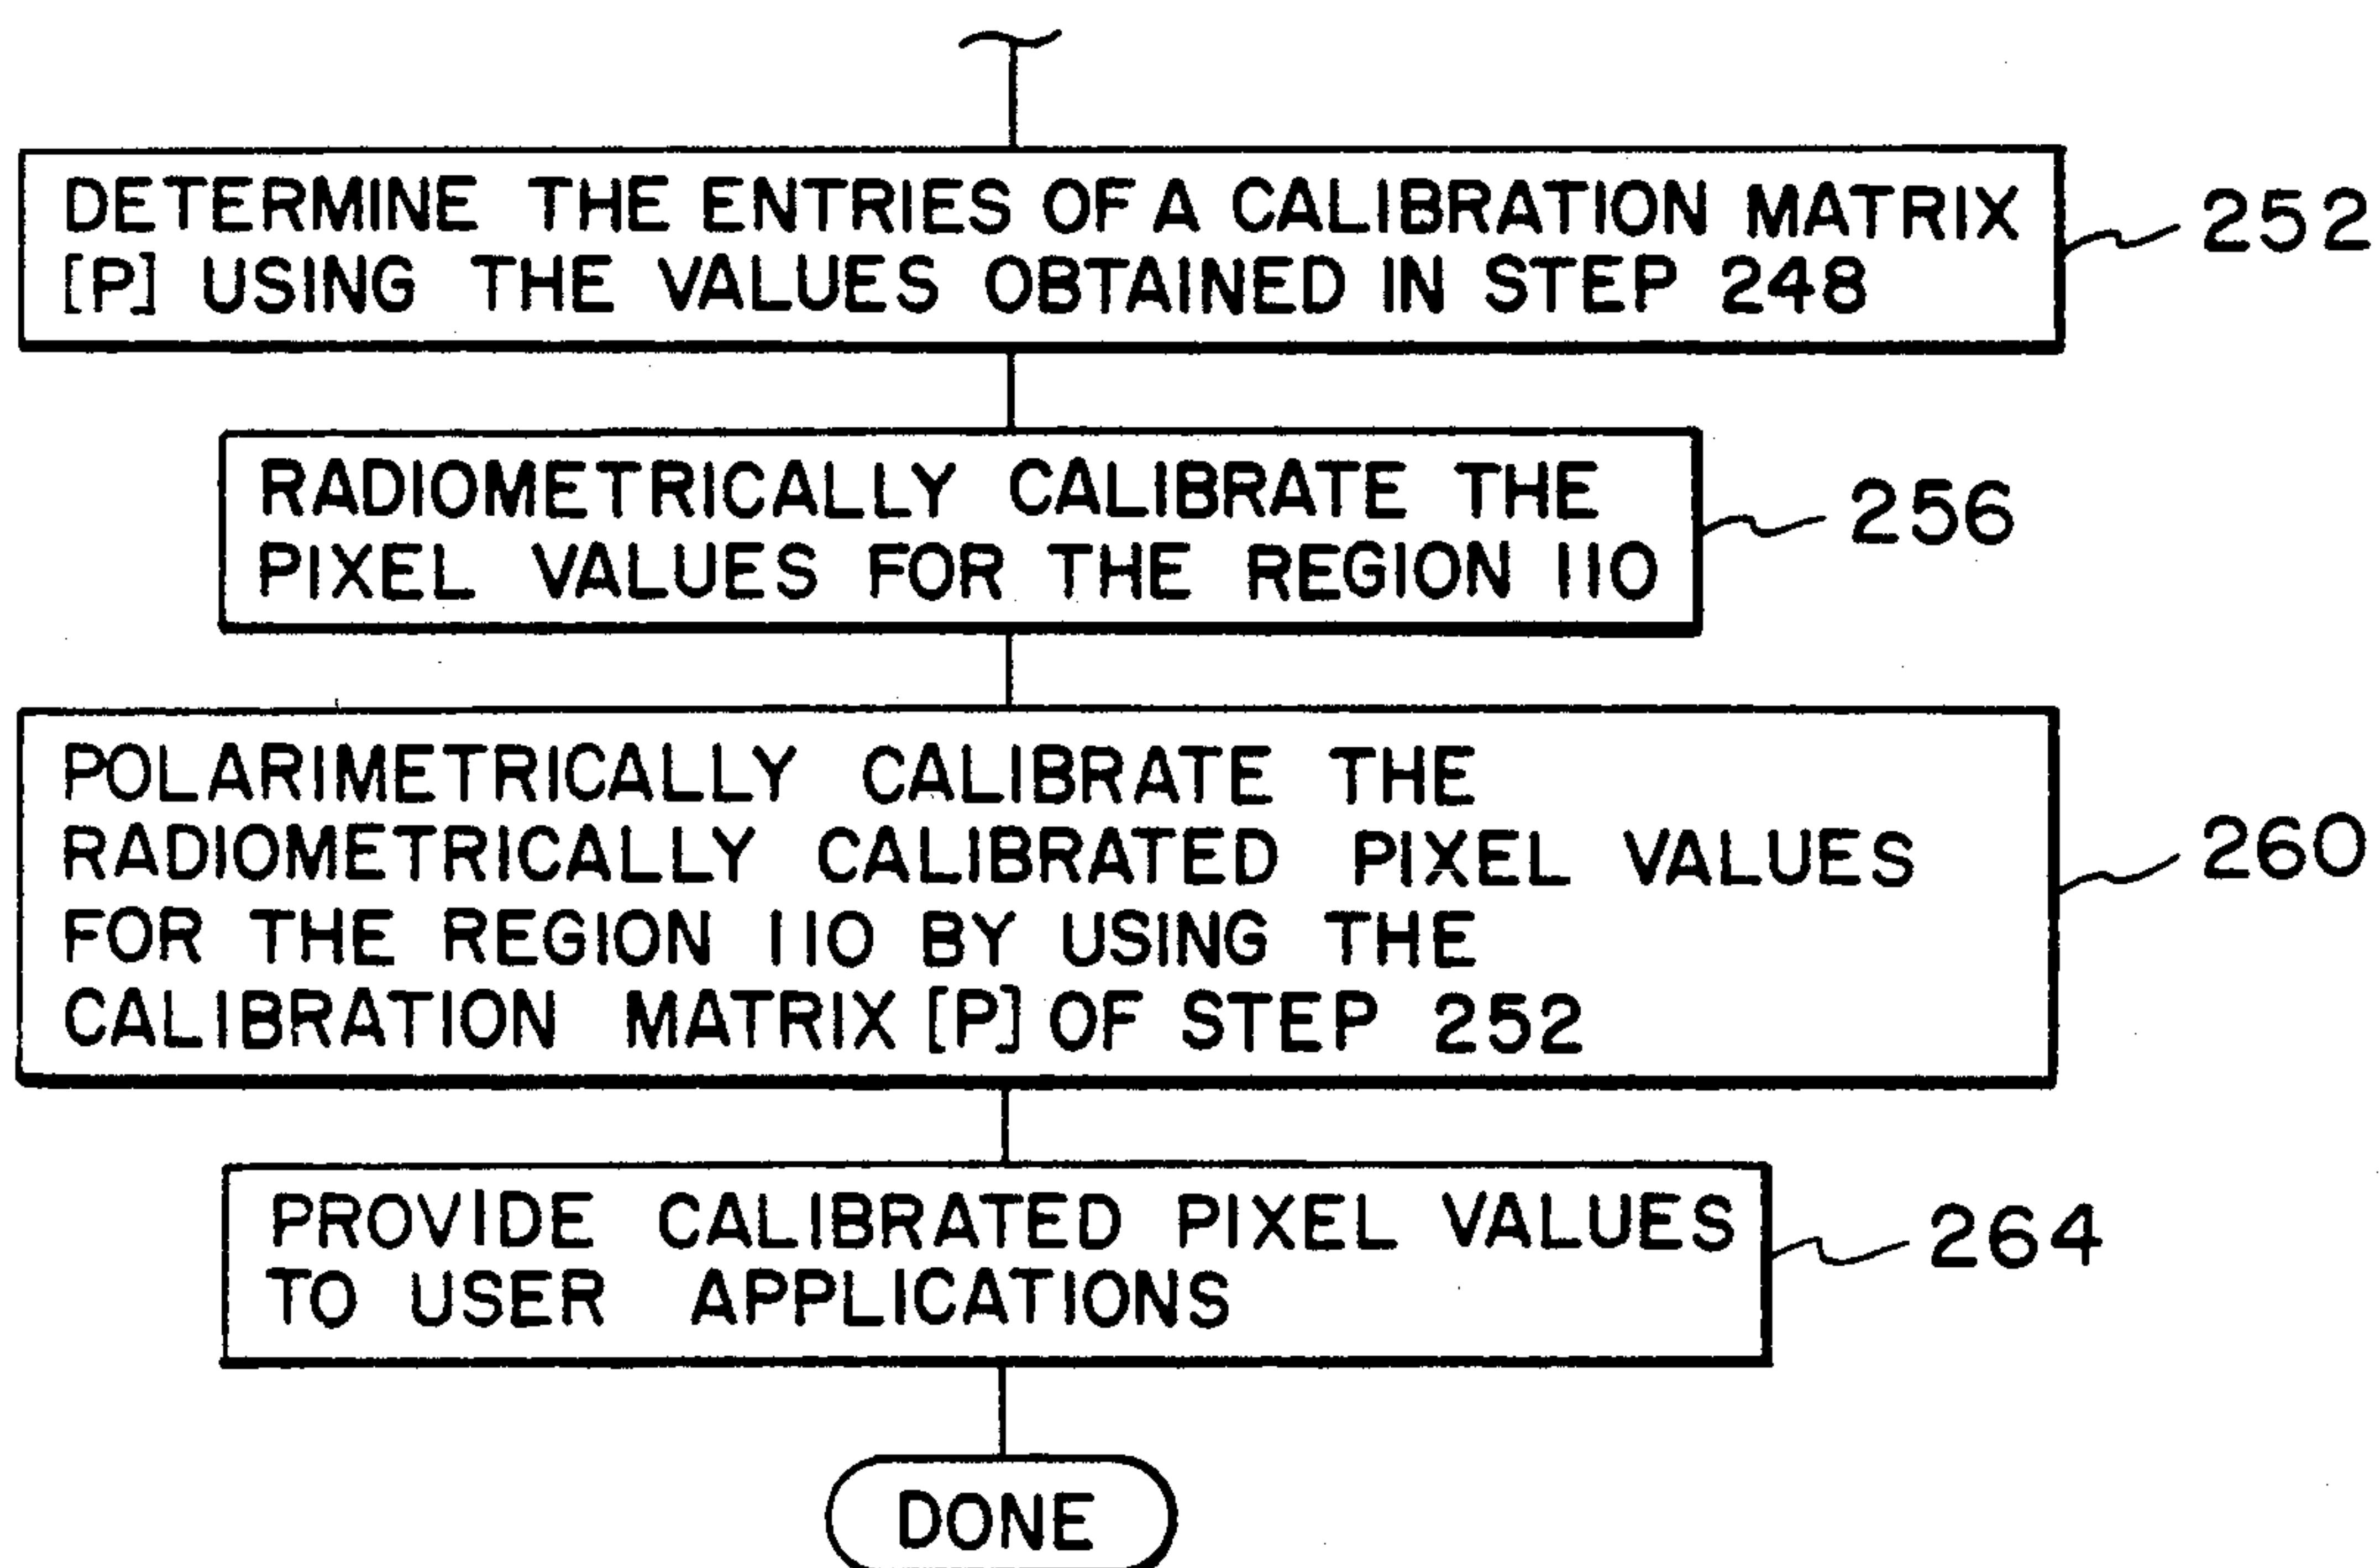 DETERMINE THE ENTRIES OF A CALIBRATION MATRIX
[P] USING THE VALUES OBTAINED IN STEP 248
252
RADIOMETRICALLY CALIBRATE THE
PIXEL VALUES FOR THE REGION 110
256
POLARIMETRICALLY CALIBRATE THE
RADIOMETRICALLY CALIBRATED PIXEL VALUES
FOR THE REGION 110 BY USING THE
CALIBRATION MATRIX [P] OF STEP 252
260
PROVIDE CALIBRATED PIXEL VALUES
TO USER APPLICATIONS
264
DONE